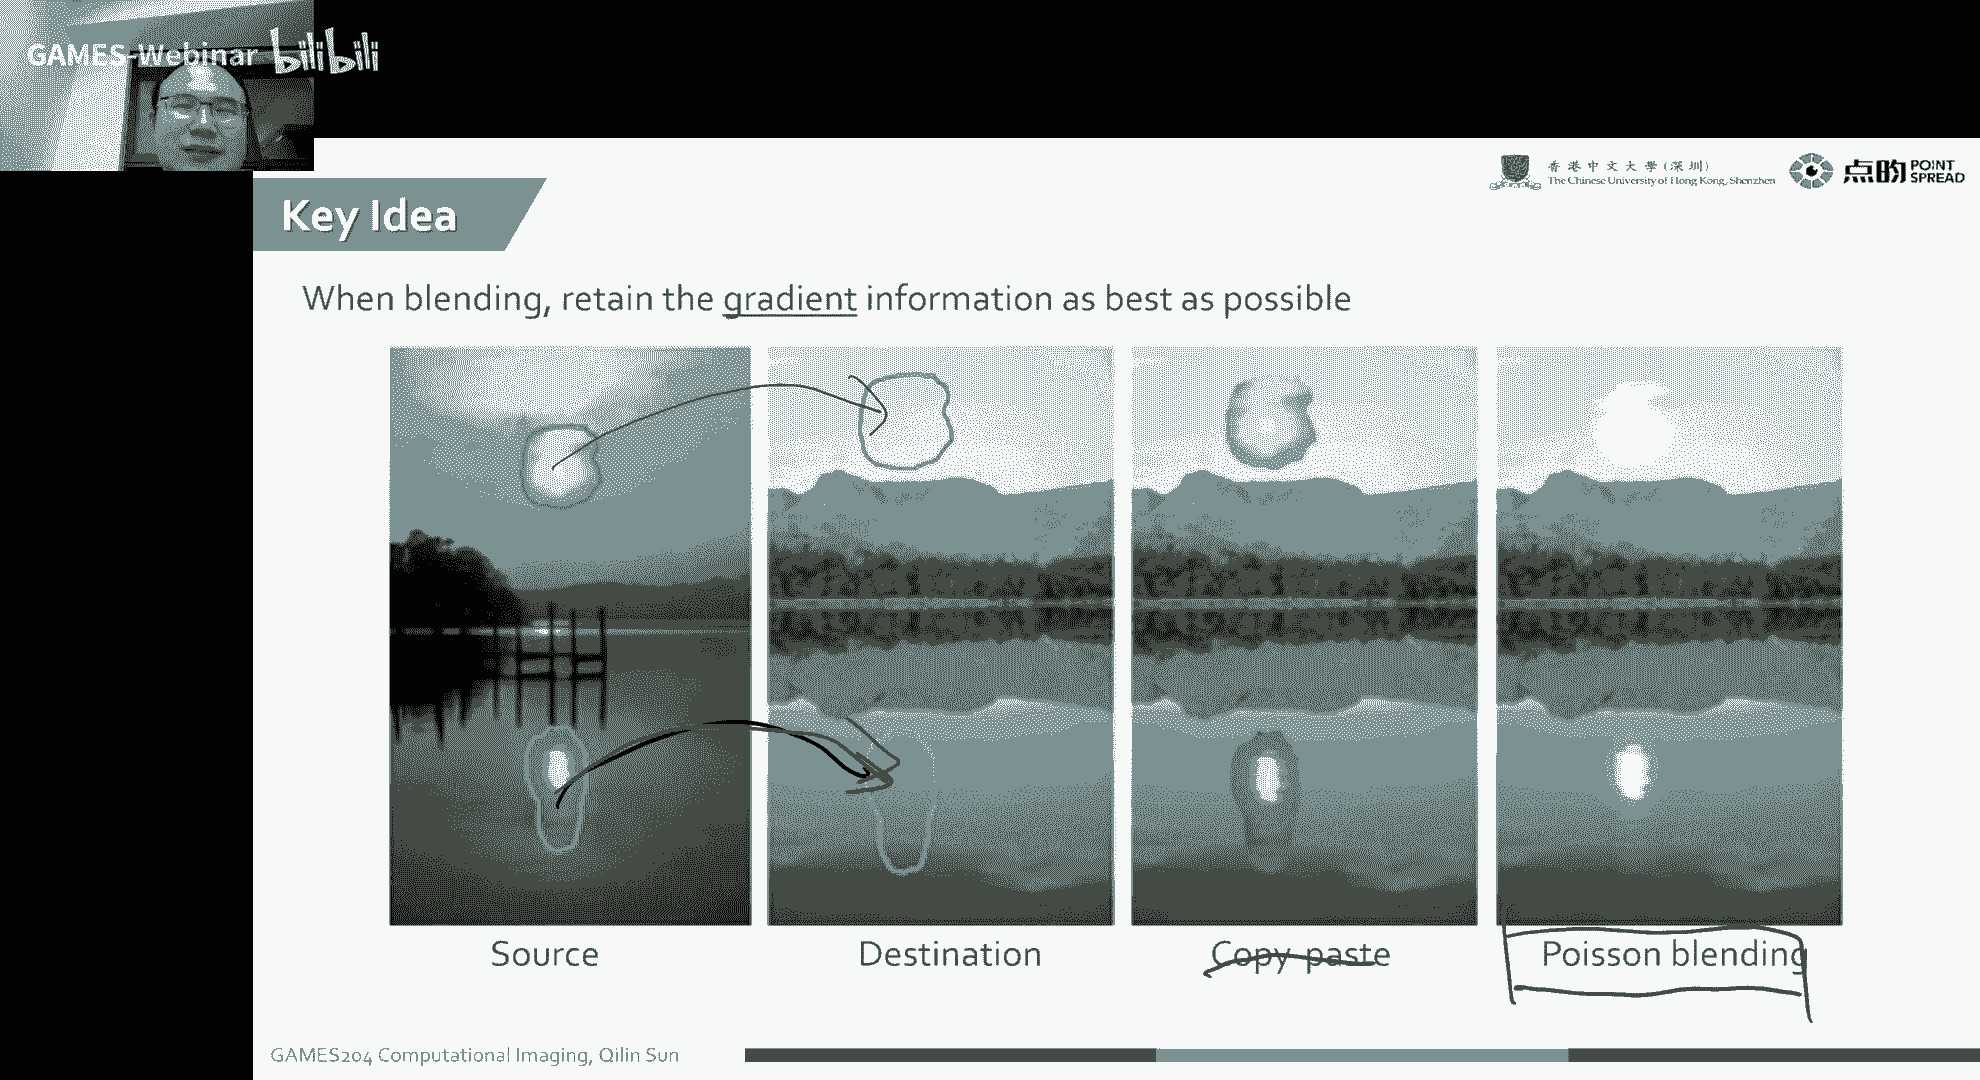 GAMES-Webinar bilibili
香港中文大學(深圳)
The Chinese University of Hong Kong, Shenzhen
点昀 POINT SPREAD
Key Idea
When blending, retain the gradient information as best as possible
Source Destination Copy-paste Poisson blending
GAMES204 Computational Imaging, Qilin Sun